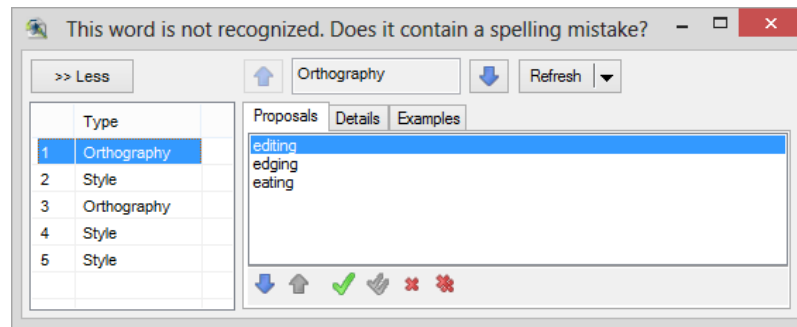 This word is not recognized. Does it contain a spelling mistake?
>> Less
Orthography
Refresh
Type
1 Orthography
2 Style
3 Orthography
4 Style
5 Style
Proposals Details Examples
editing
edging
eating